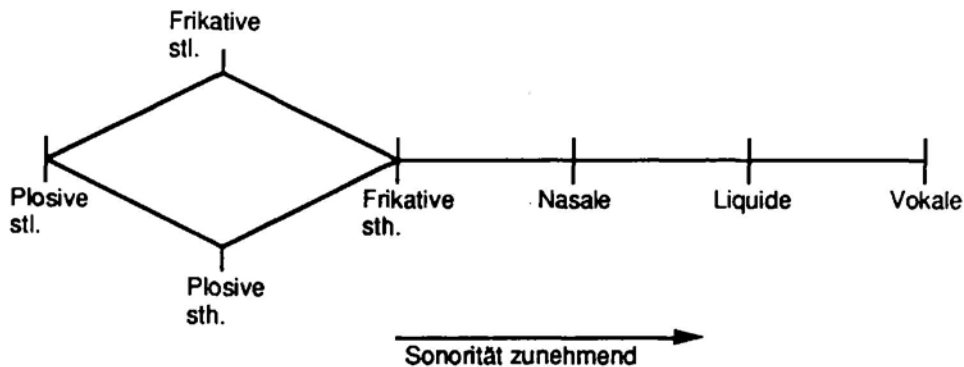 Frikative
stl.
Plosive
stl.
Frikative
sth.
Nasale
Liquide
Vokale
Plosive
sth.
Sonorität zunehmend